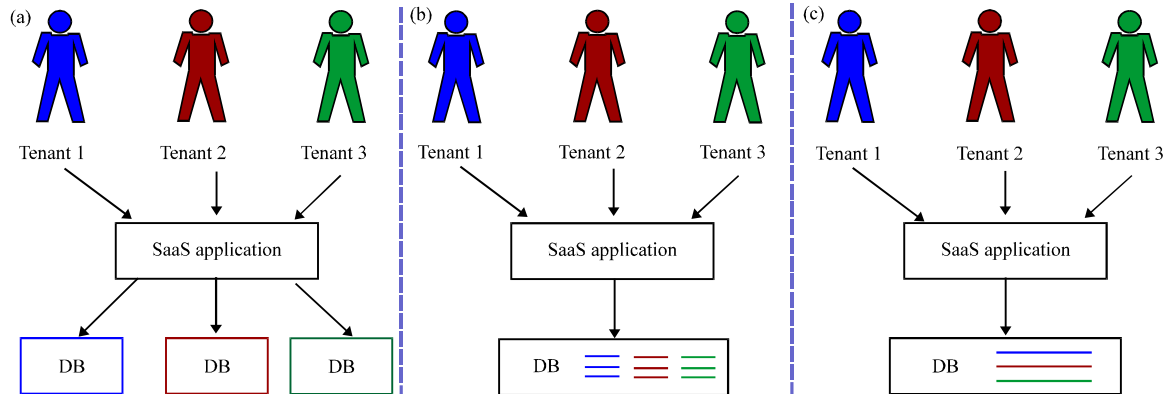 (a)
Tenant 1
Tenant 2
Tenant 3
SaaS application
DB
DB
DB
(b)
Tenant 1
Tenant 2
Tenant 3
SaaS application
DB
(c)
Tenant 1
Tenant 2
Tenant 3
SaaS application
DB